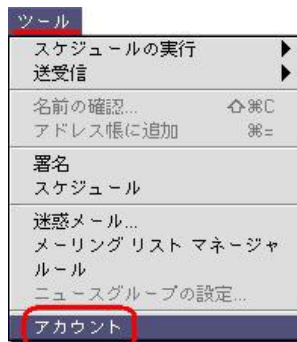 ツール
スケジュールの実行
送受信
名前の確認... ⇧⌘C
アドレス帳に追加 ⌘=
署名
スケジュール
迷惑メール...
メーリング リスト マネージャ
ルール
ニュースグループの設定...
アカウント